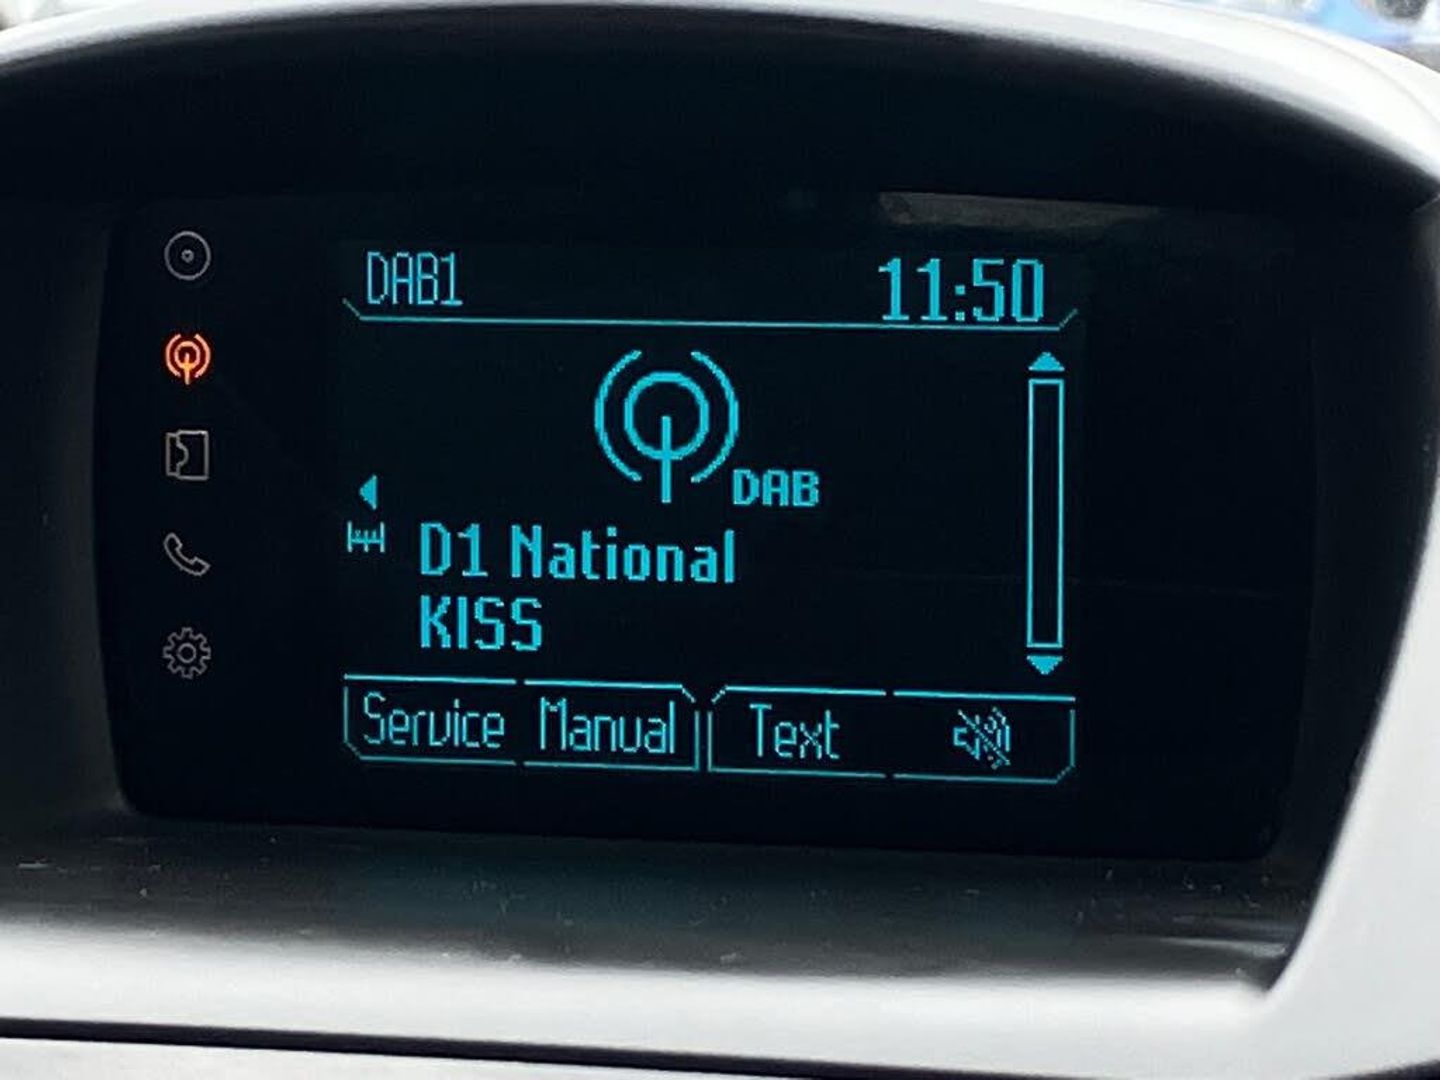 DAB1 11:50
DAB
D1 National
KISS
Service Manual Text